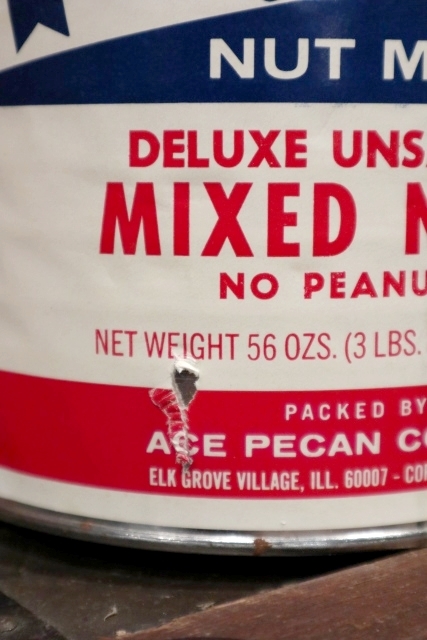 NUT M
DELUXE UNS
MIXED N
NO PEANU
NET WEIGHT 56 OZS. (3 LBS.
PACKED BY
ACE PECAN CO
ELK GROVE VILLAGE, ILL. 60007 - CO